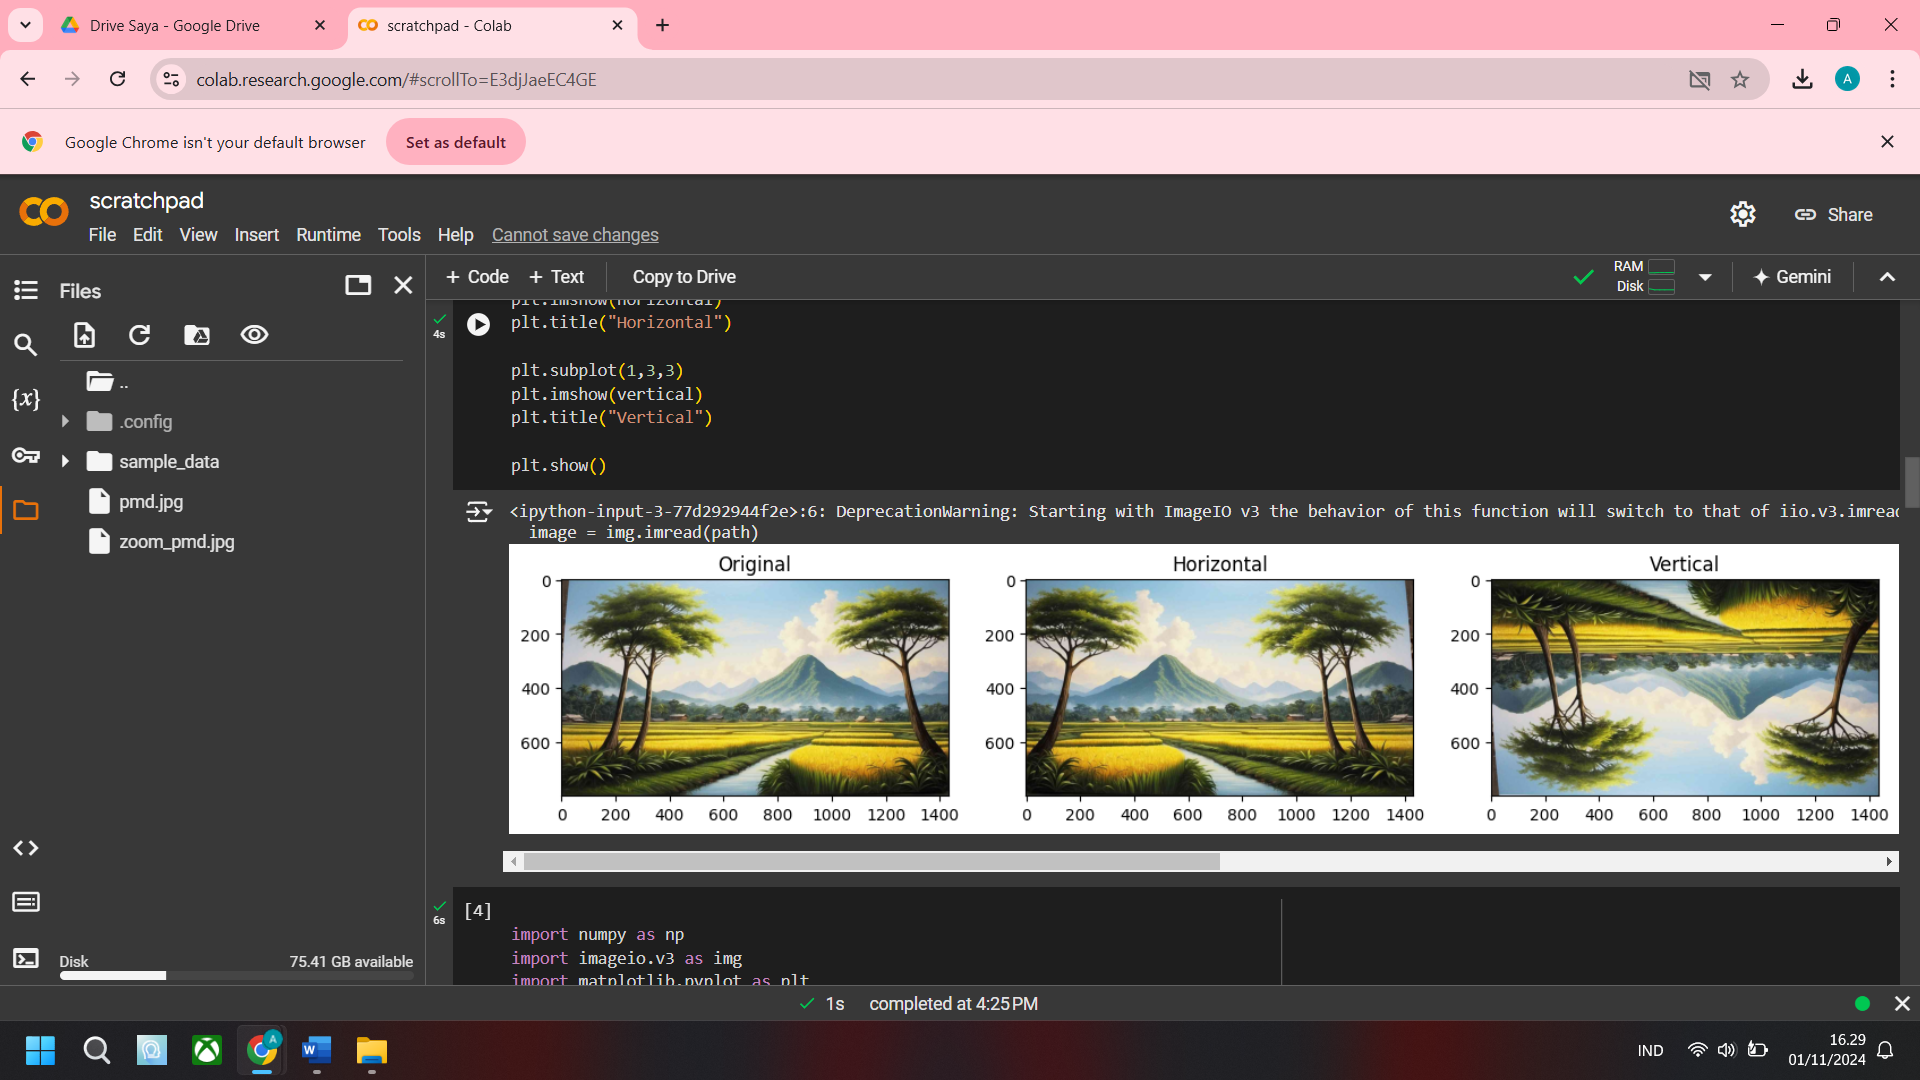 Drive Saya - Google Drive
scratchpad - Colab
colab.research.google.com/#scrollTo=E3djJaeEC4GE
A
Google Chrome isn't your default browser
Set as default
scratchpad
File Edit View Insert Runtime Tools Help Cannot save changes
Share
Files
+ Code + Text Copy to Drive
RAM
Disk
Gemini
..
.config
sample_data
pmd.jpg
zoom_pmd.jpg
Disk 75.41 GB available
4s
plt.imshow(horizontal)
plt.title("Horizontal")
plt.subplot(1,3,3)
plt.imshow(vertical)
plt.title("Vertical")
plt.show()
<ipython-input-3-77d292944f2e>:6: DeprecationWarning: Starting with ImageIO v3 the behavior of this function will switch to that of iio.v3.imread
image = img.imread(path)
Original
0
200
400
600
0 200 400 600 800 1000 1200 1400
Horizontal
0
200
400
600
0 200 400 600 800 1000 1200 1400
Vertical
0
200
400
600
0 200 400 600 800 1000 1200 1400
6s
[4]
import numpy as np
import imageio.v3 as img
import matplotlib.pyplot as plt
1s completed at 4:25 PM
IND
16.29
01/11/2024